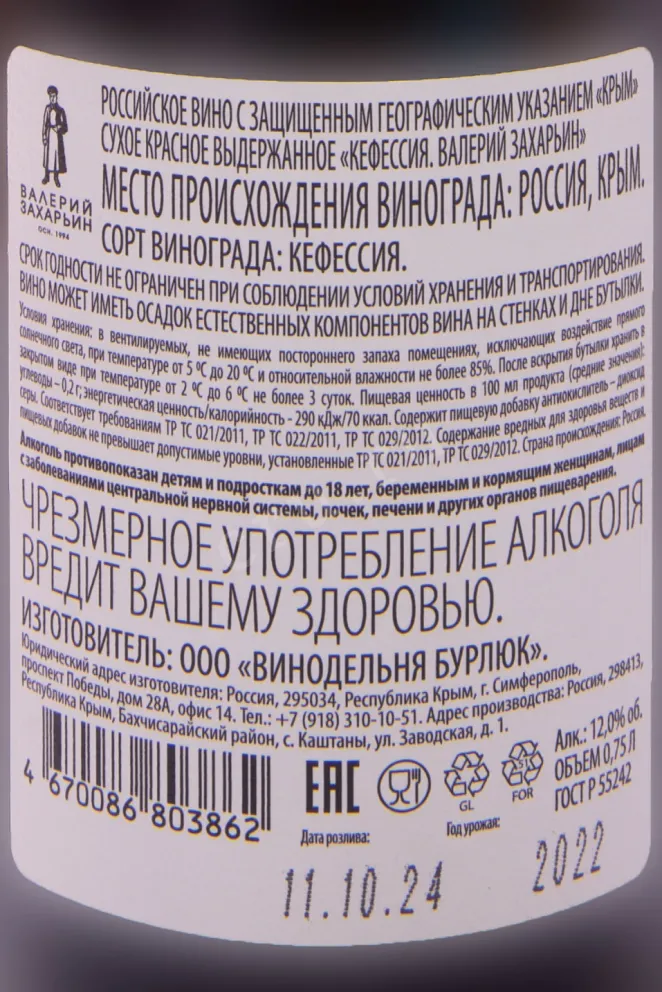 ВАЛЕРИЙ
ЗАХАРЬИН
ОСН. 1994
РОССИЙСКОЕ ВИНО С ЗАЩИЩЕННЫМ ГЕОГРАФИЧЕСКИМ УКАЗАНИЕМ «КРЫМ»
СУХОЕ КРАСНОЕ ВЫДЕРЖАННОЕ «КЕФЕССИЯ. ВАЛЕРИЙ ЗАХАРЬИН»
МЕСТО ПРОИСХОЖДЕНИЯ ВИНОГРАДА: РОССИЯ, КРЫМ.
СОРТ ВИНОГРАДА: КЕФЕССИЯ.
СРОК ГОДНОСТИ НЕ ОГРАНИЧЕН ПРИ СОБЛЮДЕНИИ УСЛОВИЙ ХРАНЕНИЯ И ТРАНСПОРТИРОВАНИЯ.
ВИНО МОЖЕТ ИМЕТЬ ОСАДОК ЕСТЕСТВЕННЫХ КОМПОНЕНТОВ ВИНА НА СТЕНКАХ И ДНЕ БУТЫЛКИ.
Условия хранения: в вентилируемых, не имеющих постороннего запаха помещениях, исключающих воздействие прямого
солнечного света, при температуре от 5 ºС до 20 ºС и относительной влажности не более 85%. После вскрытия бутылки хранить в
закрытом виде при температуре от 2 ºС до 6 ºС не более 3 суток. Пищевая ценность в 100 мл продукта (средние значения):
углеводы – 0,2 г; энергетическая ценность/калорийность - 290 кДж/70 ккал. Содержит пищевую добавку антиокислитель – диоксид
серы. Соответствует требованиям ТР ТС 021/2011, ТР ТС 022/2011, ТР ТС 029/2012. Содержание вредных для здоровья веществ и
пищевых добавок не превышает допустимые уровни, установленные ТР ТС 021/2011, ТР ТС 029/2012. Страна происхождения: Россия.
Алкоголь противопоказан детям и подросткам до 18 лет, беременным и кормящим женщинам, лицам
с заболеваниями центральной нервной системы, почек, печени и других органов пищеварения.
ЧРЕЗМЕРНОЕ УПОТРЕБЛЕНИЕ АЛКОГОЛЯ
ВРЕДИТ ВАШЕМУ ЗДОРОВЬЮ.
ИЗГОТОВИТЕЛЬ: ООО «ВИНОДЕЛЬНЯ БУРЛЮК».
Юридический адрес изготовителя: Россия, 295034, Республика Крым, г. Симферополь,
проспект Победы, дом 28А, офис 14. Тел.: +7 (918) 310-10-51. Адрес производства: Россия, 298413,
Республика Крым, Бахчисарайский район, с. Каштаны, ул. Заводская, д. 1.
4 670086 803862
EAC
GL
51
FOR
Алк.: 12,0% об.
ОБЪЕМ 0,75 Л
ГОСТ Р 55242
Дата розлива:
Год урожая:
11.10.24
2022